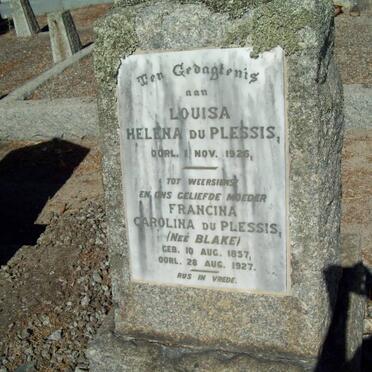 Ten Gedagtenis
aan
LOUISA
HELENA DU PLESSIS,
OORL. 1 NOV. 1926,
TOT WEERSIENS
EN ONS GELIEFDE MOEDER
FRANCINA
CAROLINA DU PLESSIS,
(NEE BLAKE)
GEB. 10 AUG. 1857,
OORL. 28 AUG. 1927.
RUS IN VREDE.